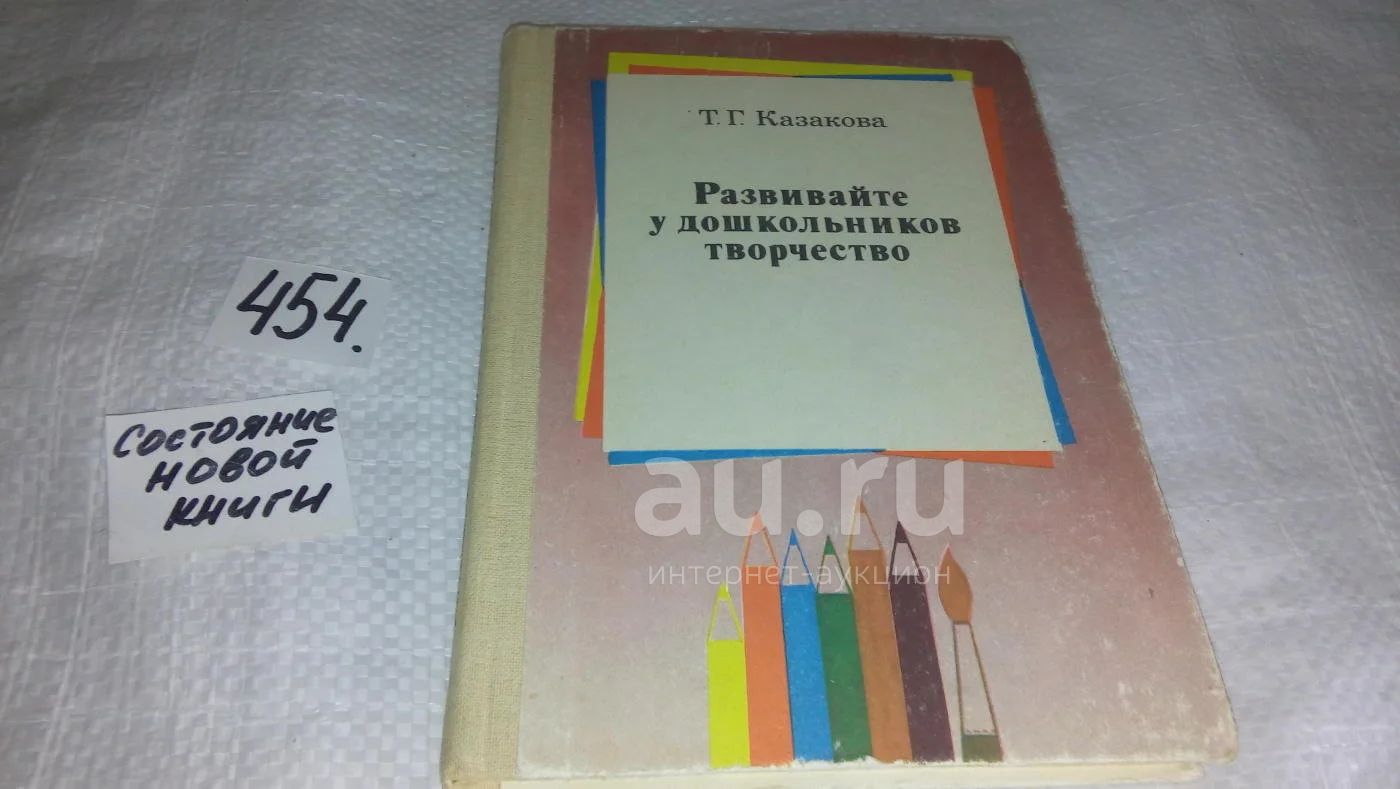 Т. Г. Казакова
Развивайте
у дошкольников
творчество
454.
Состояние
новой
книги
au.ru
интернет-аукцион